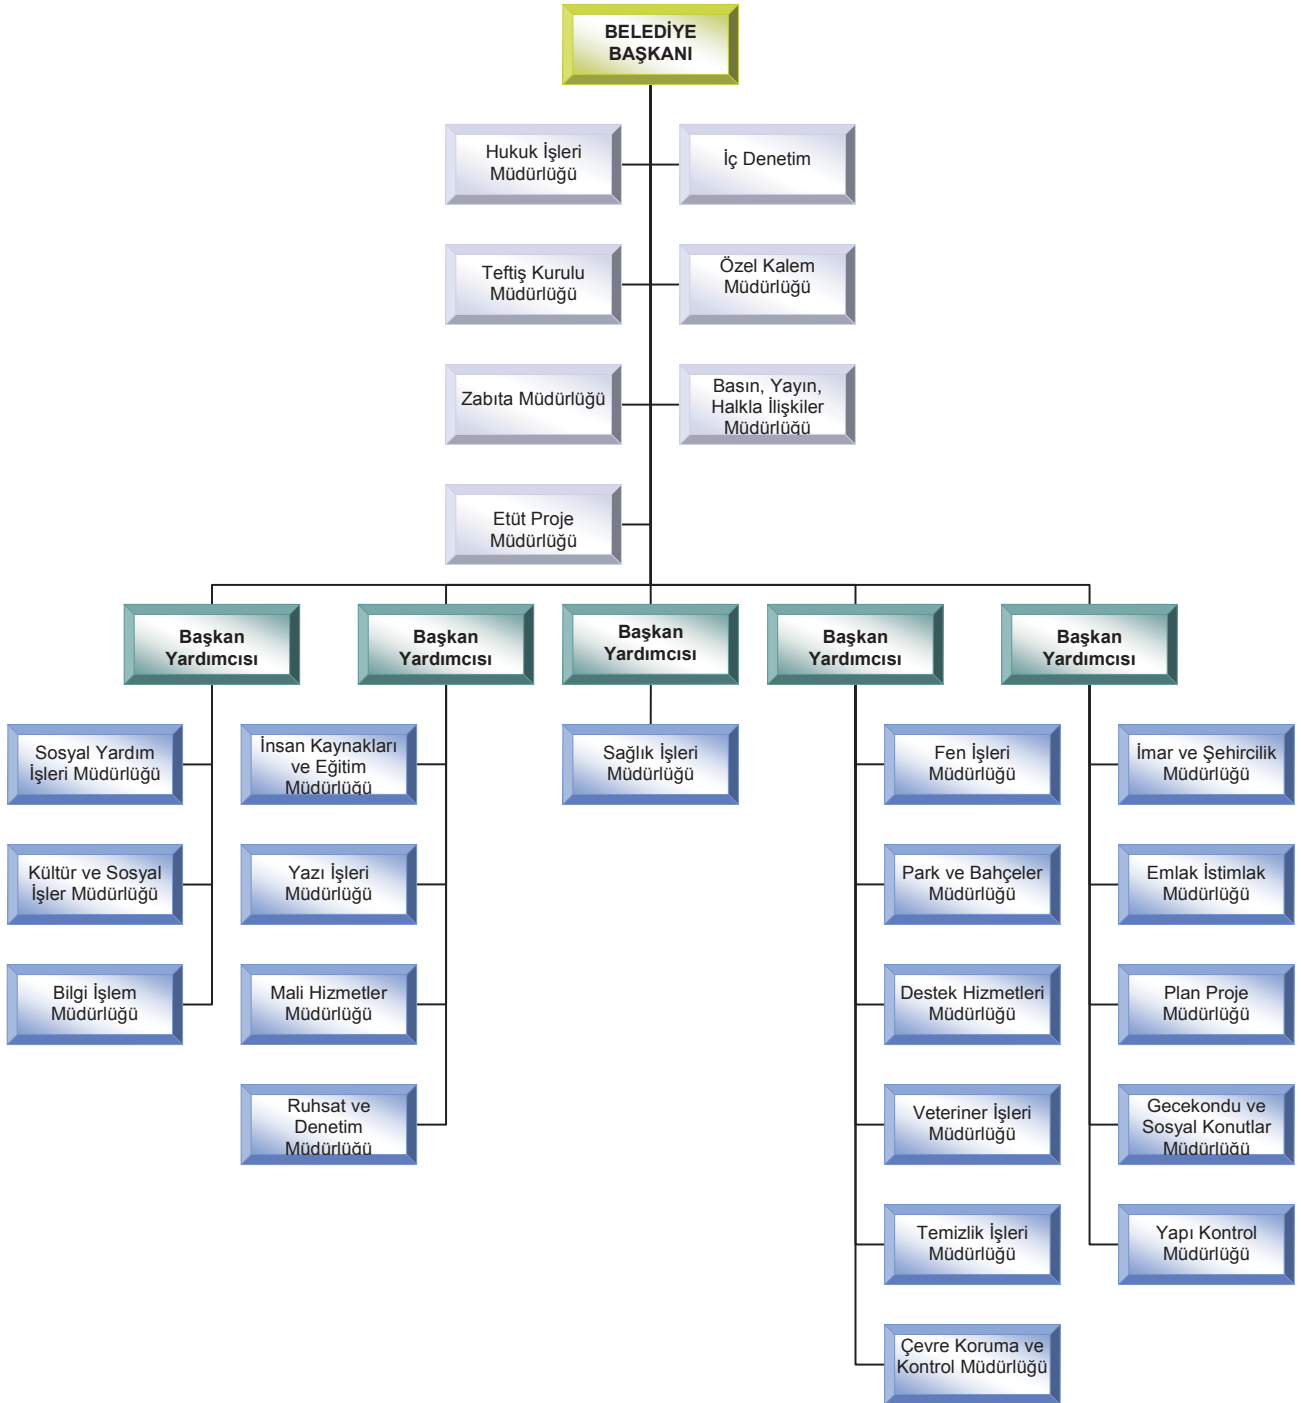 BELEDİYE
BAŞKANI
Hukuk İşleri
Müdürlüğü
İç Denetim
Teftiş Kurulu
Müdürlüğü
Özel Kalem
Müdürlüğü
Zabıta Müdürlüğü
Basın, Yayın,
Halkla İlişkiler
Müdürlüğü
Etüt Proje
Müdürlüğü
Başkan
Yardımcısı
Başkan
Yardımcısı
Başkan
Yardımcısı
Başkan
Yardımcısı
Başkan
Yardımcısı
Sosyal Yardım
İşleri Müdürlüğü
Kültür ve Sosyal
İşler Müdürlüğü
Bilgi İşlem
Müdürlüğü
İnsan Kaynakları
ve Eğitim
Müdürlüğü
Yazı İşleri
Müdürlüğü
Mali Hizmetler
Müdürlüğü
Ruhsat ve
Denetim
Müdürlüğü
Sağlık İşleri
Müdürlüğü
Fen İşleri
Müdürlüğü
Park ve Bahçeler
Müdürlüğü
Destek Hizmetleri
Müdürlüğü
Veteriner İşleri
Müdürlüğü
Temizlik İşleri
Müdürlüğü
Çevre Koruma ve
Kontrol Müdürlüğü
İmar ve Şehircilik
Müdürlüğü
Emlak İstimlak
Müdürlüğü
Plan Proje
Müdürlüğü
Gecekondu ve
Sosyal Konutlar
Müdürlüğü
Yapı Kontrol
Müdürlüğü